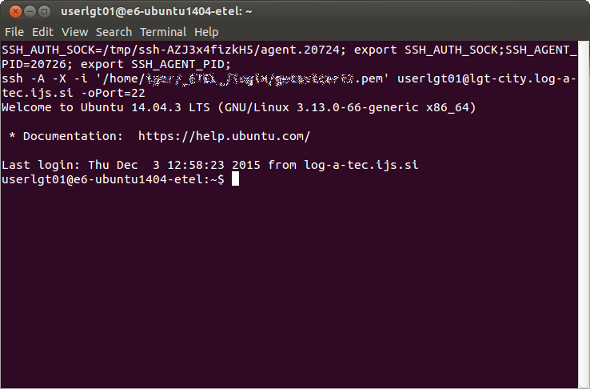 userlgt01@e6-ubuntu1404-etel: ~
File Edit View Search Terminal Help
SSH_AUTH_SOCK=/tmp/ssh-AZJ3x4fizkH5/agent.20724; export SSH_AUTH_SOCK;SSH_AGENT_
PID=20726; export SSH_AGENT_PID;
ssh -A -X -i '/home/ .pem' userlgt01@lgt-city.log-a-
tec.ijs.si -oPort=22
Welcome to Ubuntu 14.04.3 LTS (GNU/Linux 3.13.0-66-generic x86_64)
* Documentation:  https://help.ubuntu.com/
Last login: Thu Dec  3 12:58:23 2015 from log-a-tec.ijs.si
userlgt01@e6-ubuntu1404-etel:~$